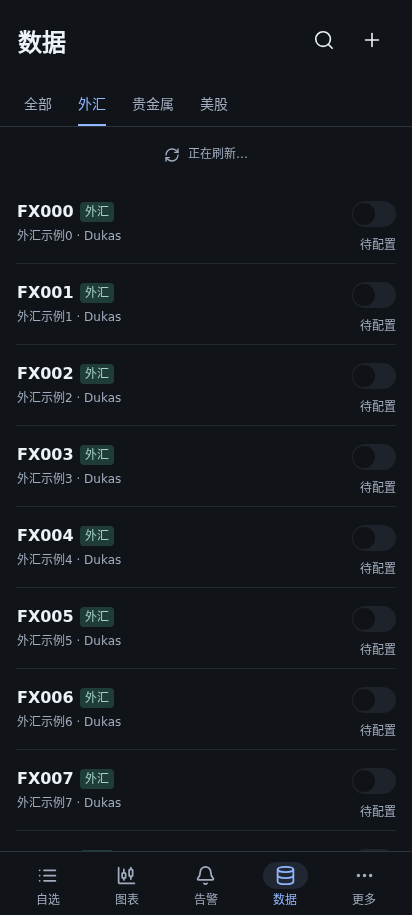 数据
全部 外汇 贵金属 美股
正在刷新...
FX000 外汇
外汇示例0 · Dukas
待配置
FX001 外汇
外汇示例1 · Dukas
待配置
FX002 外汇
外汇示例2 · Dukas
待配置
FX003 外汇
外汇示例3 · Dukas
待配置
FX004 外汇
外汇示例4 · Dukas
待配置
FX005 外汇
外汇示例5 · Dukas
待配置
FX006 外汇
外汇示例6 · Dukas
待配置
FX007 外汇
外汇示例7 · Dukas
待配置
自选 图表 告警 数据 更多